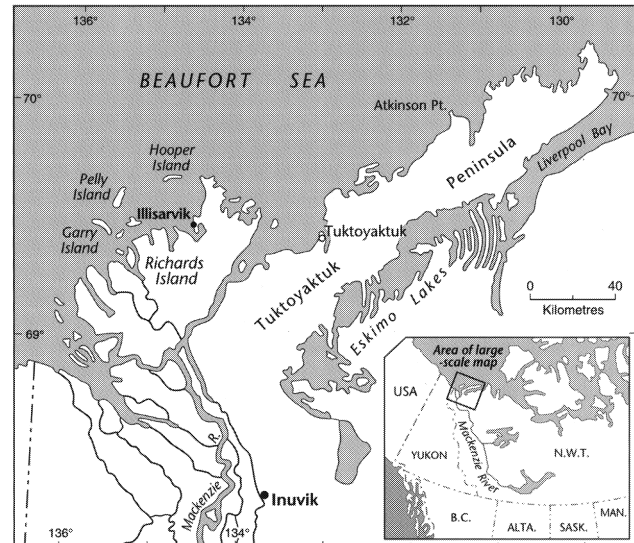 136°
134°
132°
130°
BEAUFORT SEA
70°
70°
Atkinson Pt.
Hooper
Island
Pelly
Island
Illisarvik
Garry
Island
Richards
Island
Peninsula
Liverpool Bay
Tuktoyaktuk
Tuktoyaktuk
Eskimo Lakes
0
40
Kilometres
69°
Area of large
-scale map
USA
YUKON
Mackenzie River
N.W.T.
B.C.
ALTA.
SASK.
MAN.
Mackenzie R.
Inuvik
136°
134°